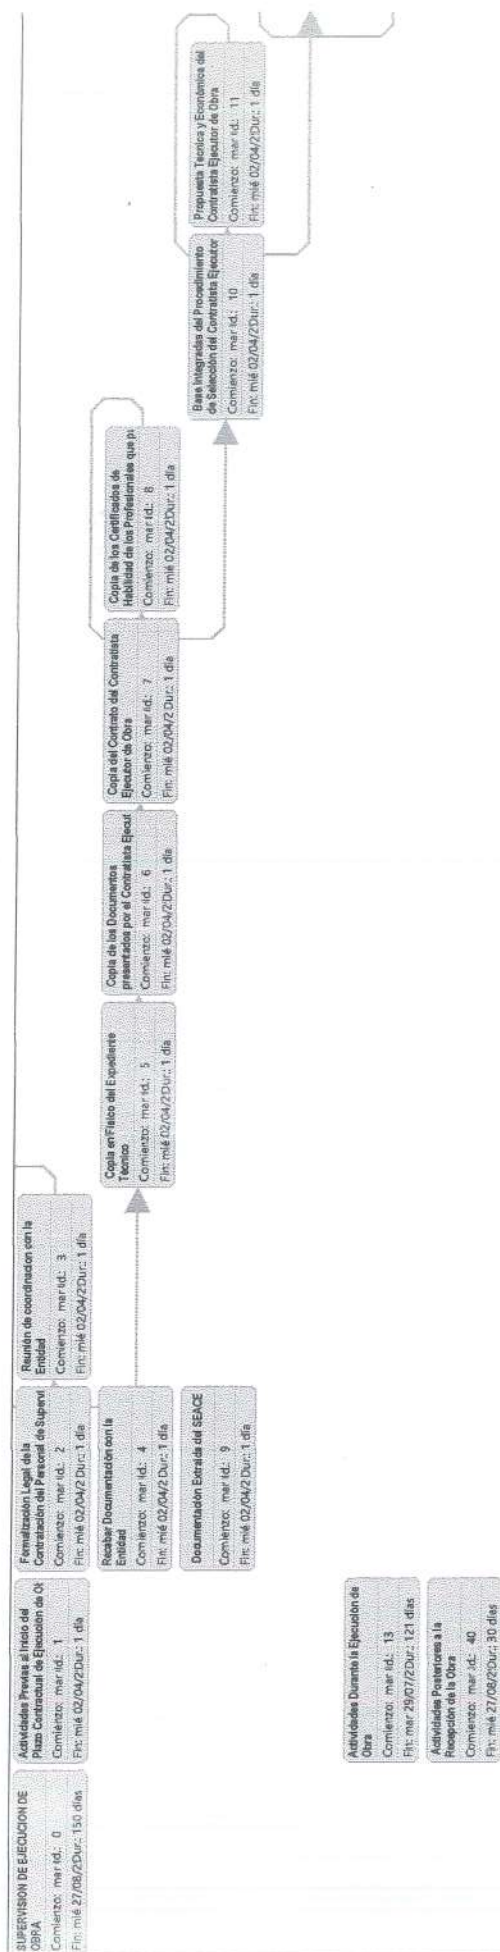 SUPERVISION DE EJECUCION DE
OBRA
Comienzo: mar Id.: 0
Fin: mié 27/08/2 Dur.: 150 días
Actividades Previas al Inicio del
Plazo Contractual de Ejecución de Ob
Comienzo: mar Id.: 1
Fin: mié 02/04/2 Dur.: 1 día
Formalización Legal de la
Contratación del Personal de Supervi
Comienzo: mar Id.: 2
Fin: mié 02/04/2 Dur.: 1 día
Reunión de coordinacion con la
Entidad
Comienzo: mar Id.: 3
Fin: mié 02/04/2 Dur.: 1 día
Recabar Documentación con la
Entidad
Comienzo: mar Id.: 4
Fin: mié 02/04/2 Dur.: 1 día
Copia en Físico del Expediente
Técnico
Comienzo: mar Id.: 5
Fin: mié 02/04/2 Dur.: 1 día
Copia de los Documentos
presentados por el Contratista Ejecut
Comienzo: mar Id.: 6
Fin: mié 02/04/2 Dur.: 1 día
Copia del Contrato del Contratista
Ejecutor de Obra
Comienzo: mar Id.: 7
Fin: mié 02/04/2 Dur.: 1 día
Copia de los Certificados de
Habilidad de los Profesionales que pa
Comienzo: mar Id.: 8
Fin: mié 02/04/2 Dur.: 1 día
Documentación Extraída del SEACE
Comienzo: mar Id.: 9
Fin: mié 02/04/2 Dur.: 1 día
Base Integradas del Procedimiento
de Selección del Contratista Ejecutor
Comienzo: mar Id.: 10
Fin: mié 02/04/2 Dur.: 1 día
Propuesta Tecnica y Económica del
Contratista Ejecutor de Obra
Comienzo: mar Id.: 11
Fin: mié 02/04/2 Dur.: 1 día
Actividades Durante la Ejecución de
Obra
Comienzo: mar Id.: 13
Fin: mar 29/07/2 Dur.: 121 días
Actividades Posteriores a la
Recepción de la Obra
Comienzo: mar Id.: 40
Fin: mié 27/08/2 Dur.: 30 días